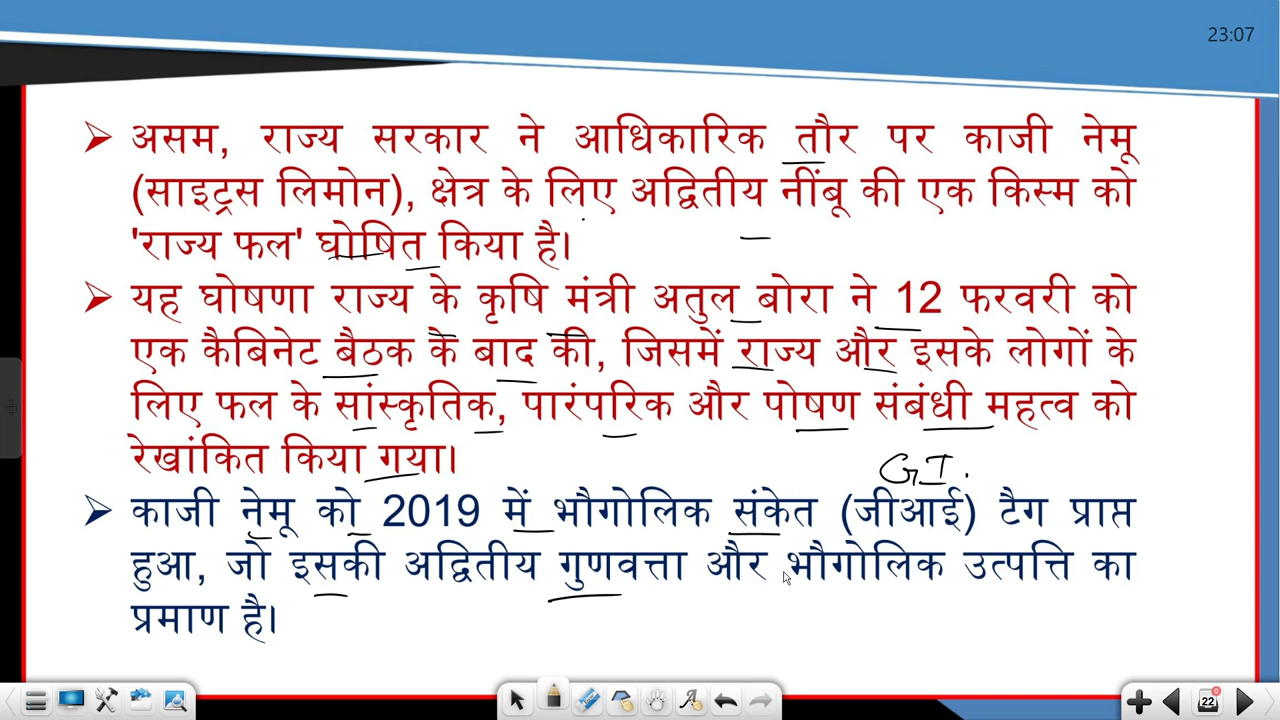 23:07
असम, राज्य सरकार ने आधिकारिक तौर पर काजी नेमू
(साइट्रस लिमोन), क्षेत्र के लिए अद्वितीय नींबू की एक किस्म को
'राज्य फल' घोषित किया है।
यह घोषणा राज्य के कृषि मंत्री अतुल बोरा ने 12 फरवरी को
एक कैबिनेट बैठक के बाद की, जिसमें राज्य और इसके लोगों के
लिए फल के सांस्कृतिक, पारंपरिक और पोषण संबंधी महत्व को
रेखांकित किया गया।
GI.
काजी नेमू को 2019 में भौगोलिक संकेत (जीआई) टैग प्राप्त
हुआ, जो इसकी अद्वितीय गुणवत्ता और भौगोलिक उत्पत्ति का
प्रमाण है।
22